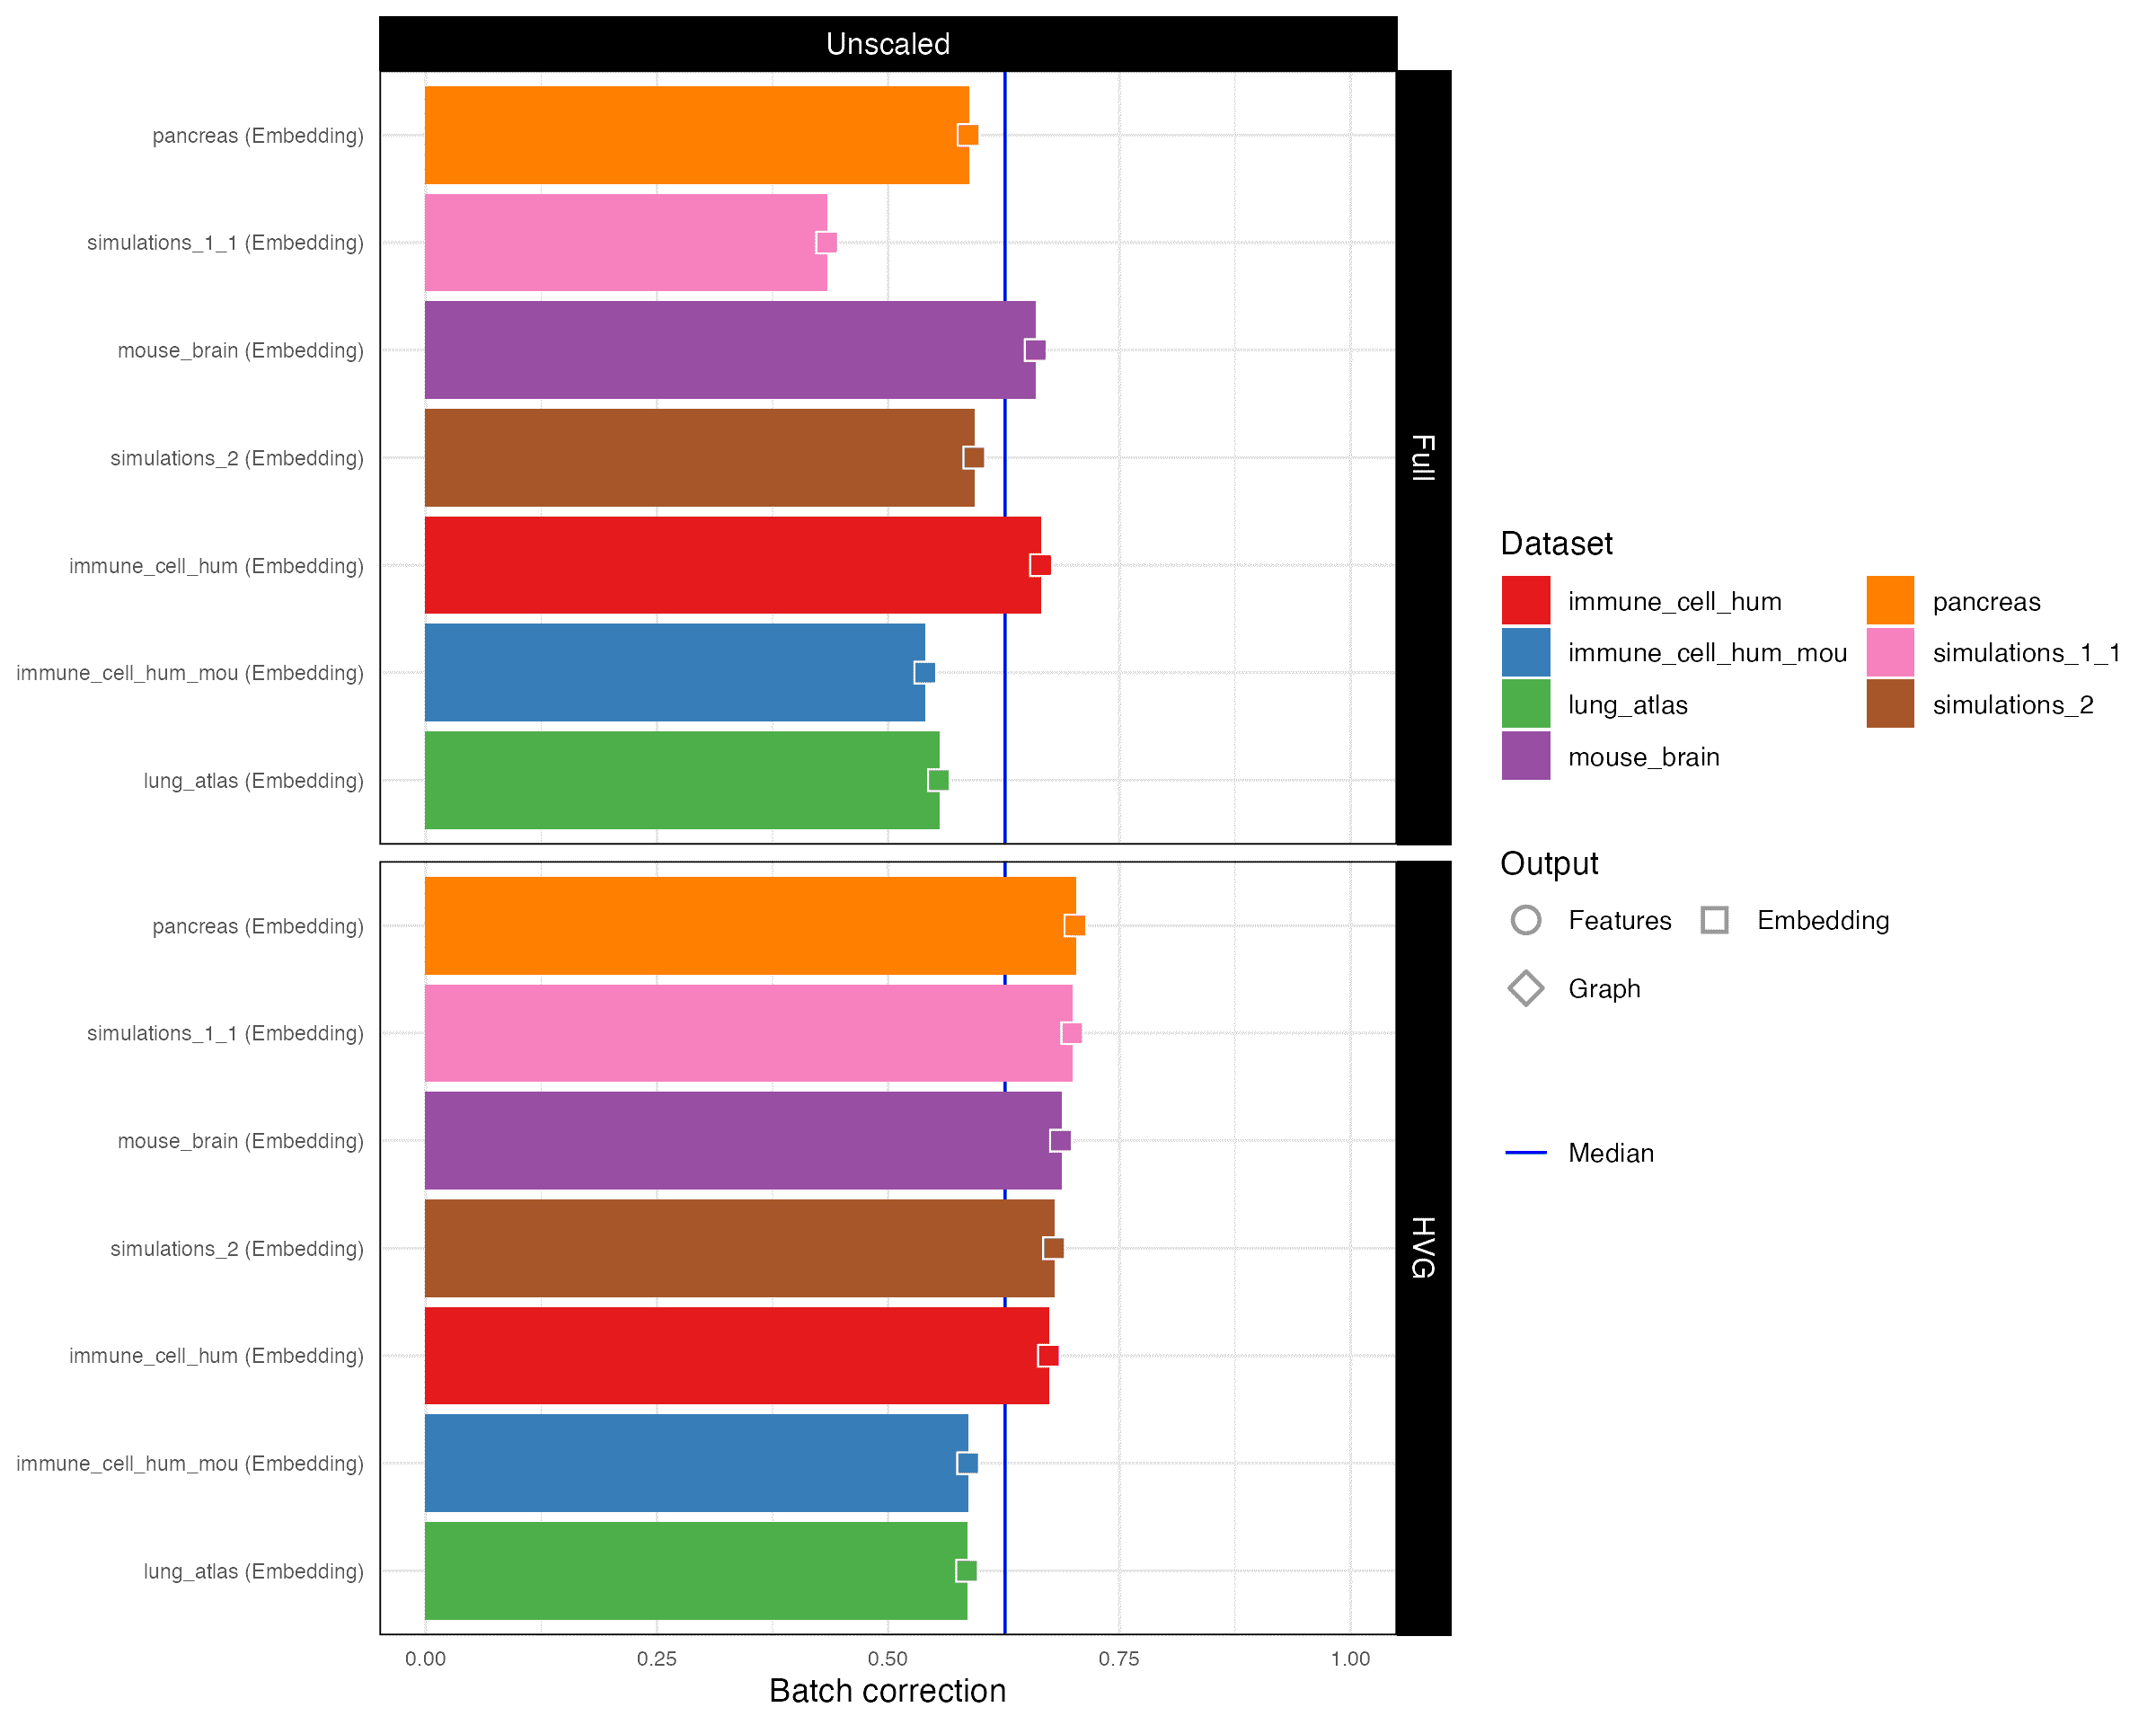 Unscaled
pancreas (Embedding)
simulations_1_1 (Embedding)
mouse_brain (Embedding)
simulations_2 (Embedding)
immune_cell_hum (Embedding)
immune_cell_hum_mou (Embedding)
lung_atlas (Embedding)
Full
pancreas (Embedding)
simulations_1_1 (Embedding)
mouse_brain (Embedding)
simulations_2 (Embedding)
immune_cell_hum (Embedding)
immune_cell_hum_mou (Embedding)
lung_atlas (Embedding)
HVG
0.00 0.25 0.50 0.75 1.00
Batch correction
Dataset
immune_cell_hum pancreas
immune_cell_hum_mou simulations_1_1
lung_atlas simulations_2
mouse_brain
Output
Features Embedding
Graph
Median